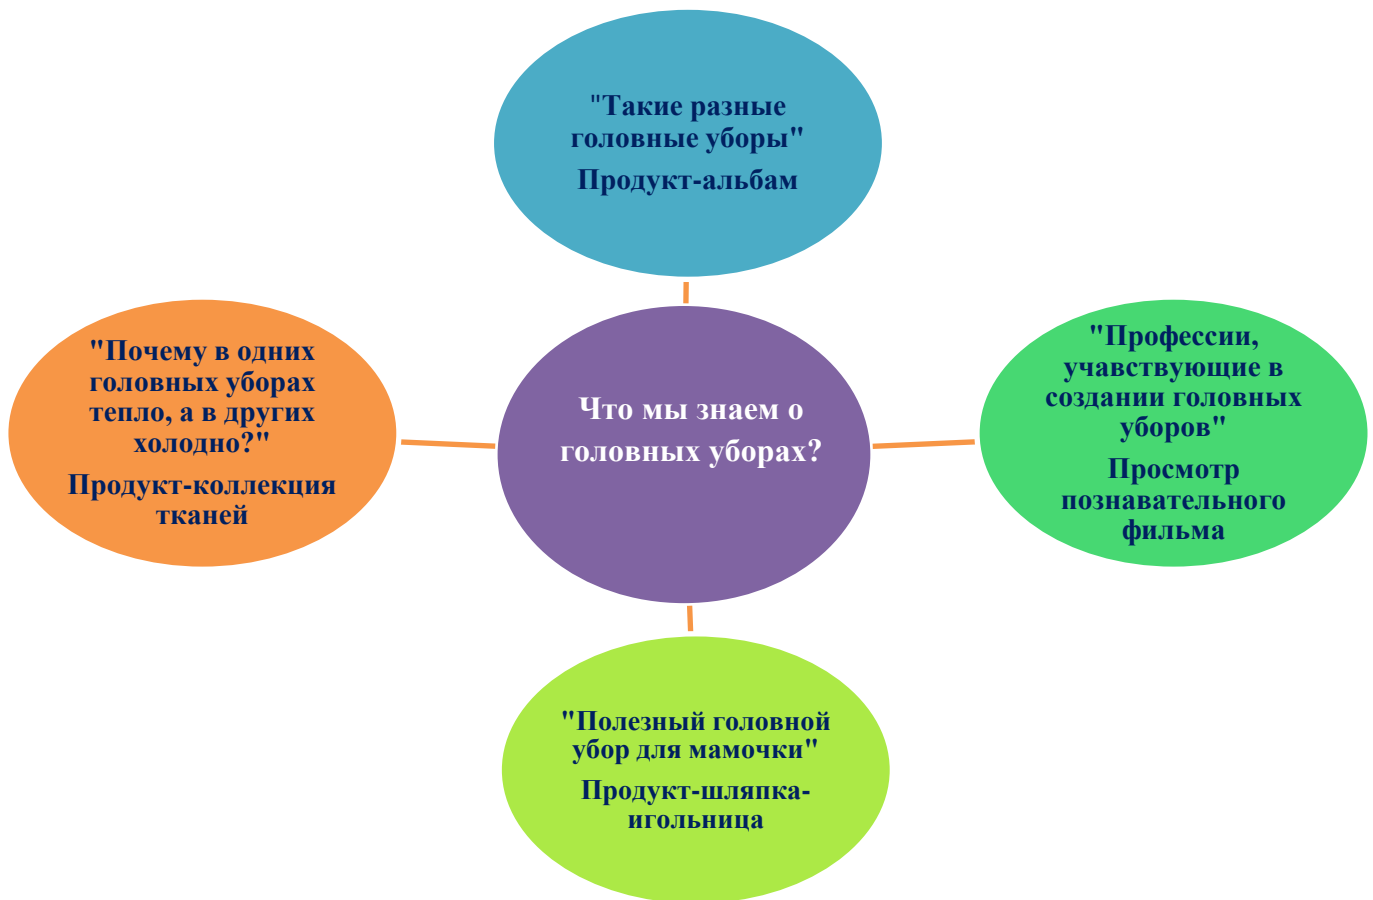 "Такие разные
головные уборы"
Продукт-альбам
"Почему в одних
головных уборах
тепло, а в других
холодно?"
Продукт-коллекция
тканей
Что мы знаем о
головных уборах?
"Профессии,
учавствующие в
создании головных
уборов"
Просмотр
познавательного
фильма
"Полезный головной
убор для мамочки"
Продукт-шляпка-
игольница